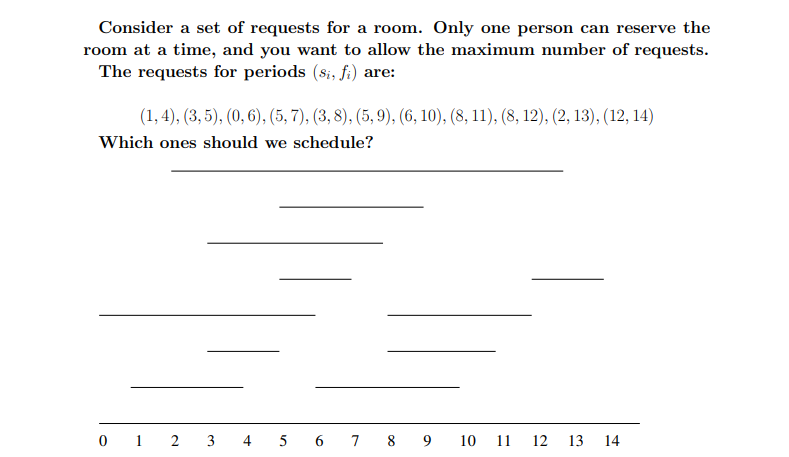 Consider a set of requests for a room. Only one person can reserve the
room at a time, and you want to allow the maximum number of requests.
The requests for periods (sᵢ, fᵢ) are:
(1, 4), (3, 5), (0, 6), (5, 7), (3, 8), (5, 9), (6, 10), (8, 11), (8, 12), (2, 13), (12, 14)
Which ones should we schedule?
0 1 2 3 4 5 6 7 8 9 10 11 12 13 14